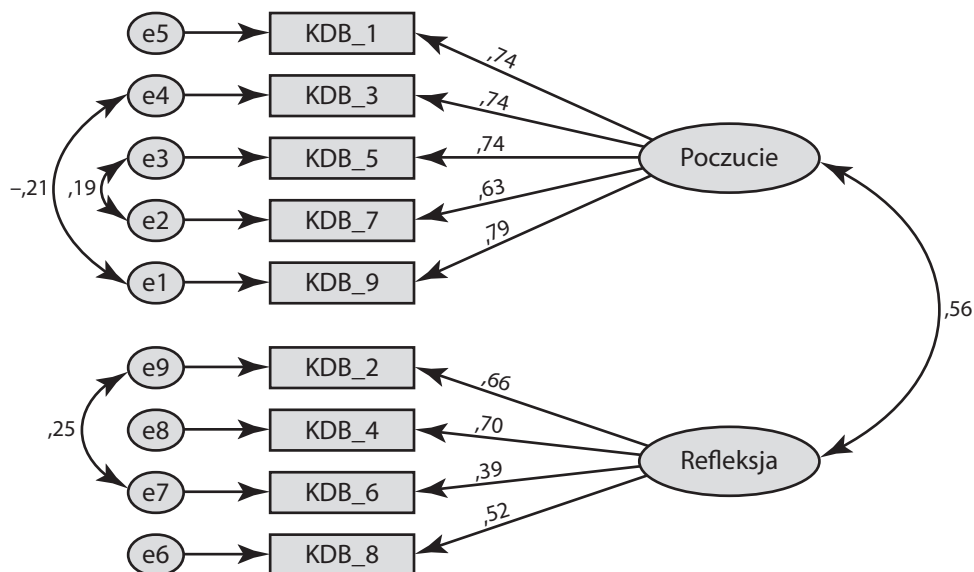 e5 KDB_1 ,74
e4 KDB_3 ,74
e3 KDB_5 ,74 Poczucie
–,21 ,19
e2 KDB_7 ,63
e1 KDB_9 ,79
,56
e9 KDB_2 ,66
,25
e8 KDB_4 ,70 Refleksja
e7 KDB_6 ,39
e6 KDB_8 ,52